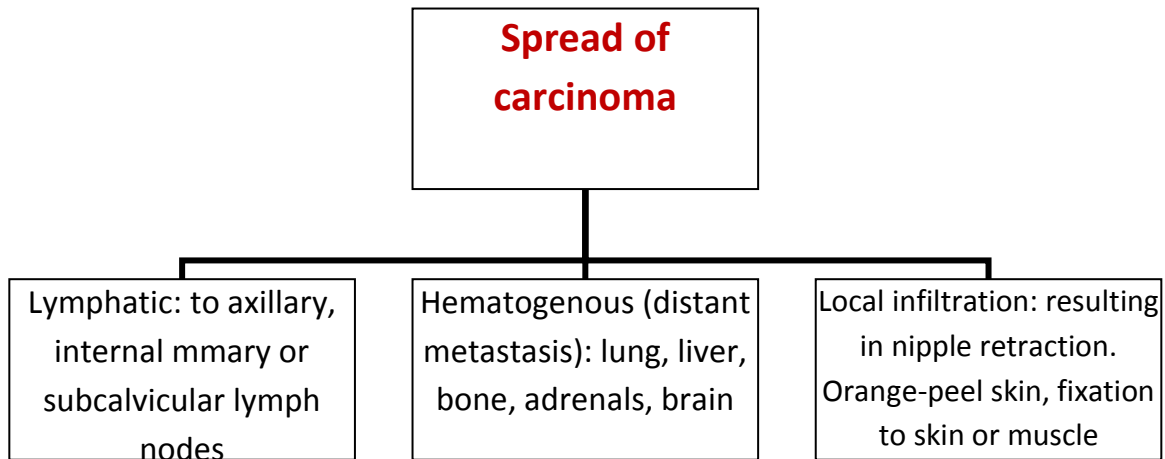 Spread of
carcinoma
Lymphatic: to axillary,
internal mmary or
subcalvicular lymph
nodes
Hematogenous (distant
metastasis): lung, liver,
bone, adrenals, brain
Local infiltration: resulting
in nipple retraction.
Orange-peel skin, fixation
to skin or muscle